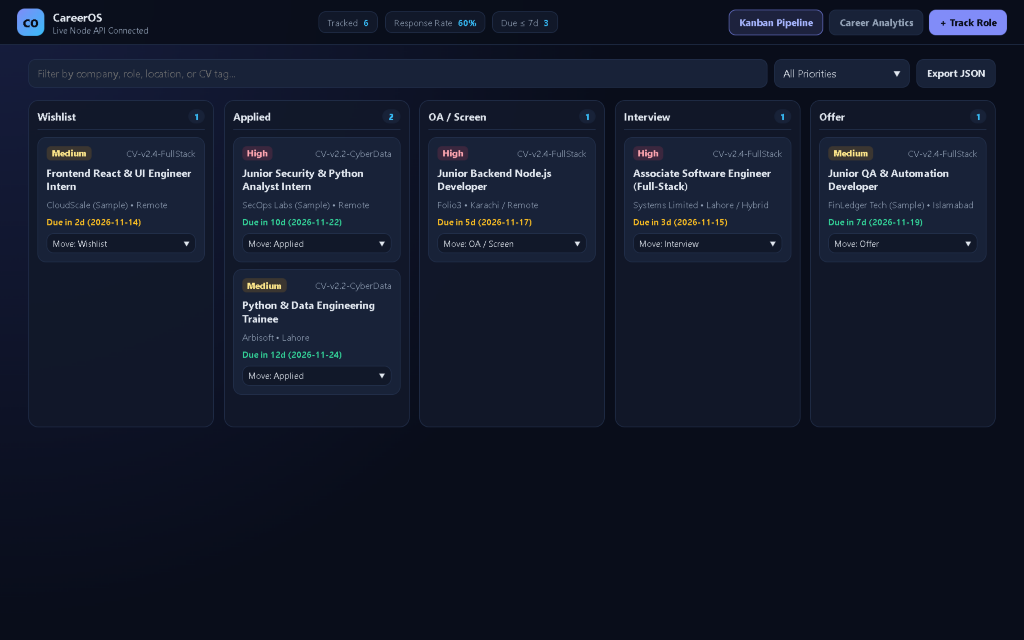 CO
CareerOS
Live Node API Connected
Tracked 6
Response Rate 60%
Due ≤ 7d 3
Kanban Pipeline
Career Analytics
+ Track Role
Filter by company, role, location, or CV tag...
All Priorities ▼
Export JSON
Wishlist 1
Medium CV-v2.4-FullStack
Frontend React & UI Engineer
Intern
CloudScale (Sample) • Remote
Due in 2d (2026-11-14)
Move: Wishlist ▼
Applied 2
High CV-v2.2-CyberData
Junior Security & Python
Analyst Intern
SecOps Labs (Sample) • Remote
Due in 10d (2026-11-22)
Move: Applied ▼
Medium CV-v2.2-CyberData
Python & Data Engineering
Trainee
Arbisoft • Lahore
Due in 12d (2026-11-24)
Move: Applied ▼
OA / Screen 1
High CV-v2.4-FullStack
Junior Backend Node.js
Developer
Folio3 • Karachi / Remote
Due in 5d (2026-11-17)
Move: OA / Screen ▼
Interview 1
High CV-v2.4-FullStack
Associate Software Engineer
(Full-Stack)
Systems Limited • Lahore / Hybrid
Due in 3d (2026-11-15)
Move: Interview ▼
Offer 1
Medium CV-v2.4-FullStack
Junior QA & Automation
Developer
FinLedger Tech (Sample) • Islamabad
Due in 7d (2026-11-19)
Move: Offer ▼